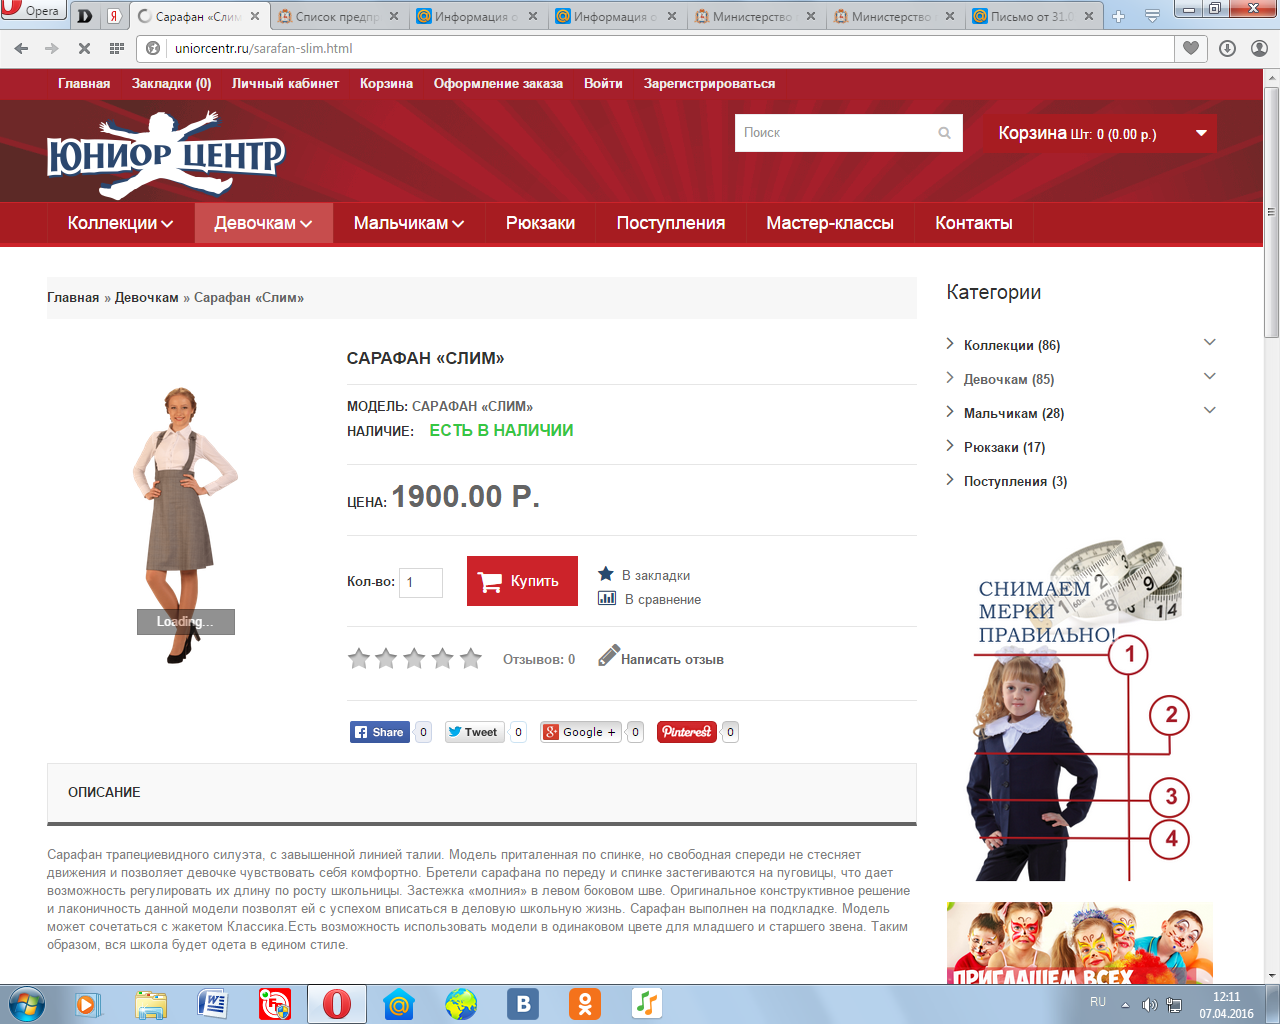 Opera
Сарафан «Слим
Список предпр
Информация о
Информация о
Министерство
Министерство
Письмо от 31.0
uniorcentr.ru/sarafan-slim.html
Главная Закладки (0) Личный кабинет Корзина Оформление заказа Войти Зарегистрироваться
ЮНИОР ЦЕНТР
Поиск
Корзина Шт: 0 (0.00 р.)
Коллекции Девочкам Мальчикам Рюкзаки Поступления Мастер-классы Контакты
Главная » Девочкам » Сарафан «Слим»
САРАФАН «СЛИМ»
МОДЕЛЬ: САРАФАН «СЛИМ»
НАЛИЧИЕ: ЕСТЬ В НАЛИЧИИ
ЦЕНА: 1900.00 Р.
Кол-во: 1 Купить
В закладки
В сравнение
Loading...
Отзывов: 0 Написать отзыв
Share 0 Tweet 0 Google + 0 Pinterest 0
ОПИСАНИЕ
Сарафан трапециевидного силуэта, с завышенной линией талии. Модель приталенная по спинке, но свободная спереди не стесняет
движения и позволяет девочке чувствовать себя комфортно. Бретели сарафана по переду и спинке застегиваются на пуговицы, что дает
возможность регулировать их длину по росту школьницы. Застежка «молния» в левом боковом шве. Оригинальное конструктивное решение
и лаконичность данной модели позволят ей с успехом вписаться в деловую школьную жизнь. Сарафан выполнен на подкладке. Модель
может сочетаться с жакетом Классика.Есть возможность использовать модели в одинаковом цвете для младшего и старшего звена. Таким
образом, вся школа будет одета в едином стиле.
Категории
Коллекции (86)
Девочкам (85)
Мальчикам (28)
Рюкзаки (17)
Поступления (3)
СНИМАЕМ
МЕРКИ
ПРАВИЛЬНО!
1
2
3
4
ПРИГЛАШЕМ ВСЕХ
RU
12:11
07.04.2016